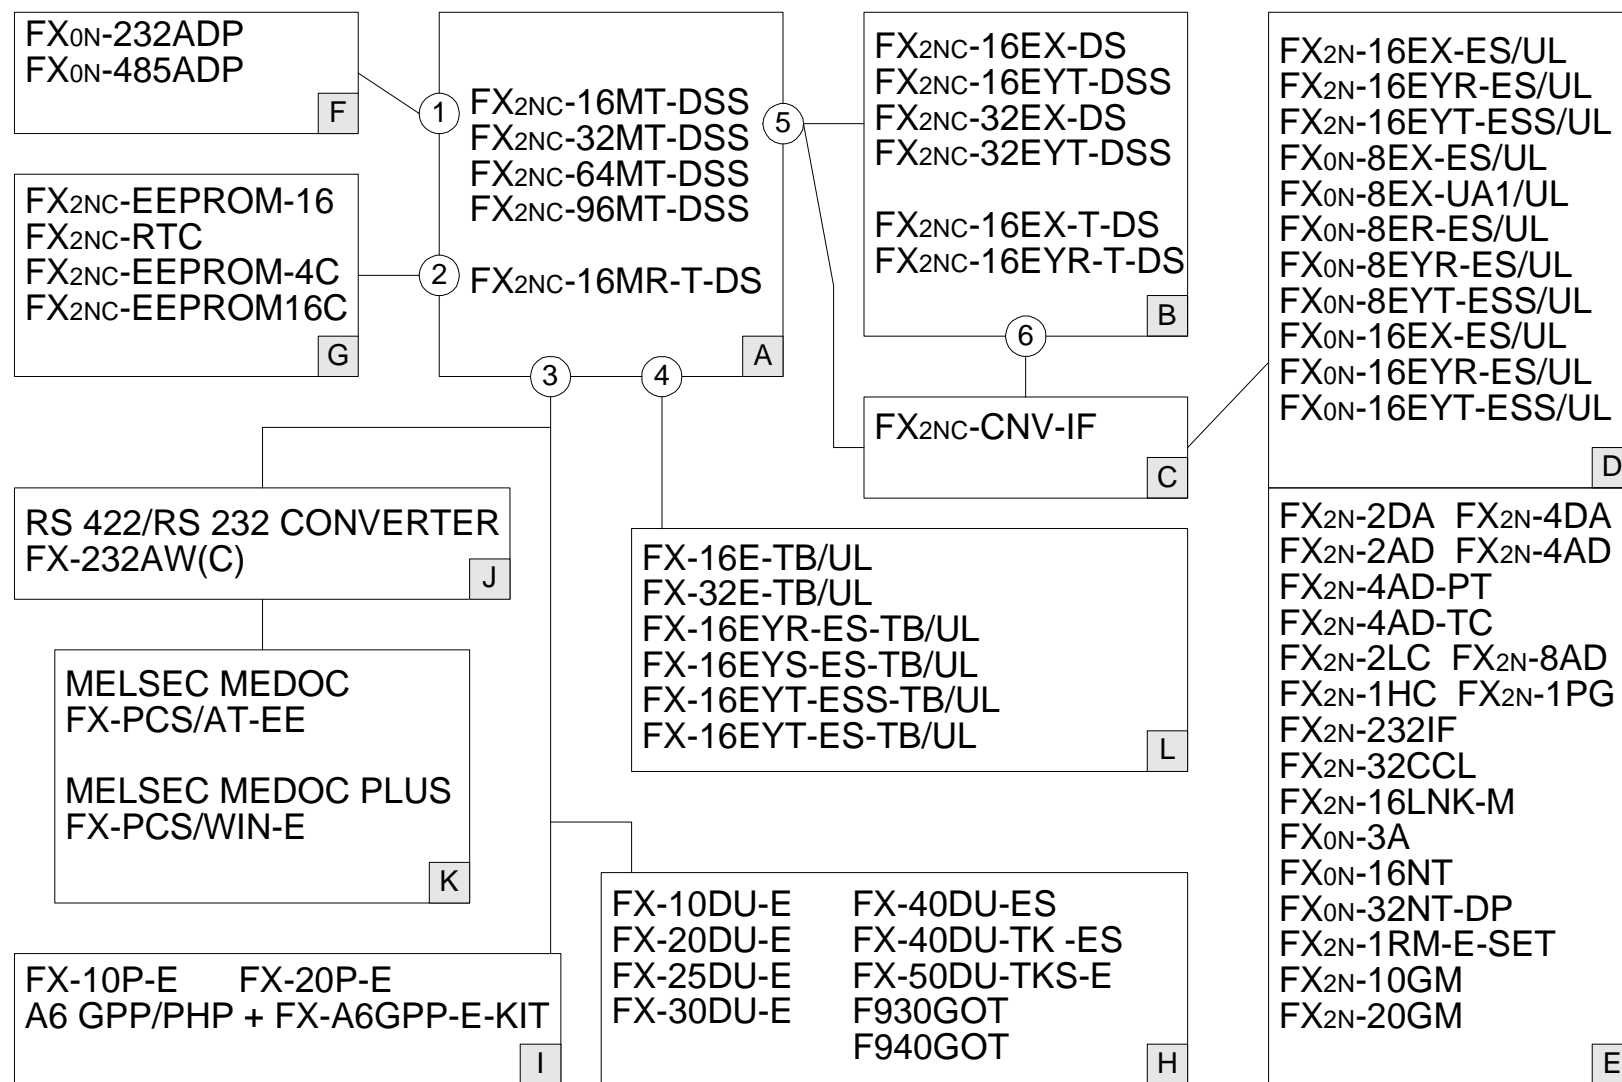 FX0N-232ADP
FX0N-485ADP
F
1
FX2NC-16MT-DSS
FX2NC-32MT-DSS
FX2NC-64MT-DSS
FX2NC-96MT-DSS
FX2NC-16MR-T-DS
A
5
FX2NC-16EX-DS
FX2NC-16EYT-DSS
FX2NC-32EX-DS
FX2NC-32EYT-DSS
FX2NC-16EX-T-DS
FX2NC-16EYR-T-DS
B
6
FX2N-16EX-ES/UL
FX2N-16EYR-ES/UL
FX2N-16EYT-ESS/UL
FX0N-8EX-ES/UL
FX0N-8EX-UA1/UL
FX0N-8ER-ES/UL
FX0N-8EYR-ES/UL
FX0N-8EYT-ESS/UL
FX0N-16EX-ES/UL
FX0N-16EYR-ES/UL
FX0N-16EYT-ESS/UL
D
FX2NC-EEPROM-16
FX2NC-RTC
FX2NC-EEPROM-4C
FX2NC-EEPROM16C
G
2
3
4
FX2NC-CNV-IF
C
RS 422/RS 232 CONVERTER
FX-232AW(C)
J
FX-16E-TB/UL
FX-32E-TB/UL
FX-16EYR-ES-TB/UL
FX-16EYS-ES-TB/UL
FX-16EYT-ESS-TB/UL
FX-16EYT-ES-TB/UL
L
FX2N-2DA FX2N-4DA
FX2N-2AD FX2N-4AD
FX2N-4AD-PT
FX2N-4AD-TC
FX2N-2LC FX2N-8AD
FX2N-1HC FX2N-1PG
FX2N-232IF
FX2N-32CCL
FX2N-16LNK-M
FX0N-3A
FX0N-16NT
FX0N-32NT-DP
FX2N-1RM-E-SET
FX2N-10GM
FX2N-20GM
E
MELSEC MEDOC
FX-PCS/AT-EE
MELSEC MEDOC PLUS
FX-PCS/WIN-E
K
FX-10P-E FX-20P-E
A6 GPP/PHP + FX-A6GPP-E-KIT
I
FX-10DU-E FX-40DU-ES
FX-20DU-E FX-40DU-TK -ES
FX-25DU-E FX-50DU-TKS-E
FX-30DU-E F930GOT
F940GOT
H